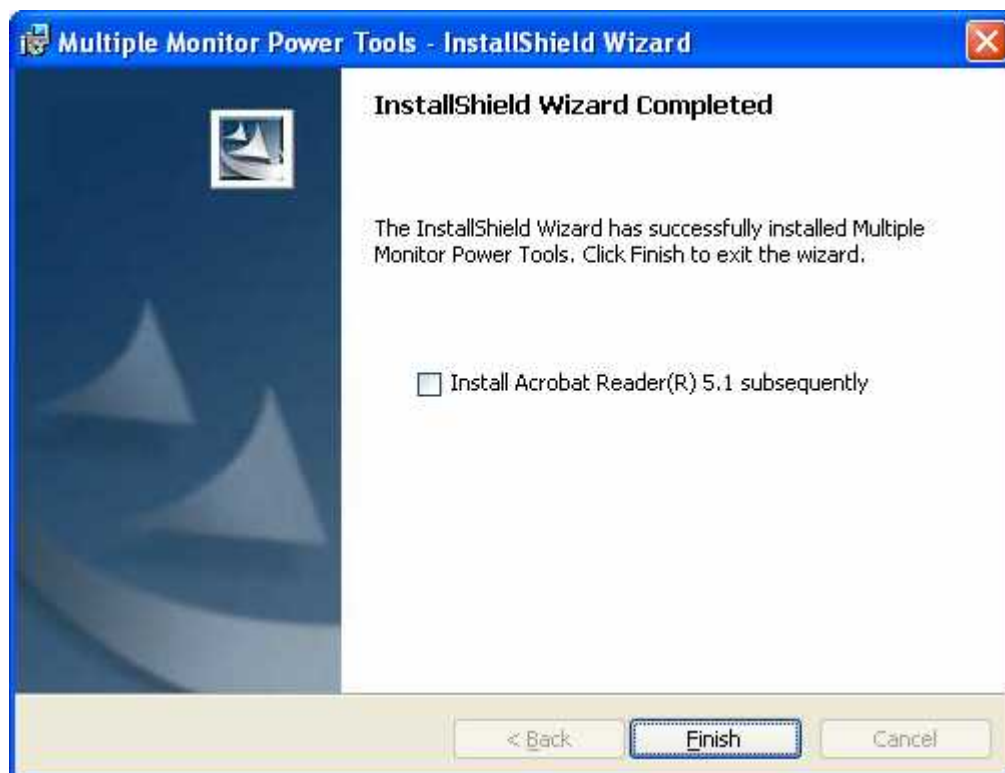 Multiple Monitor Power Tools - InstallShield Wizard
InstallShield Wizard Completed
The InstallShield Wizard has successfully installed Multiple
Monitor Power Tools. Click Finish to exit the wizard.
Install Acrobat Reader(R) 5.1 subsequently
< Back
Finish
Cancel